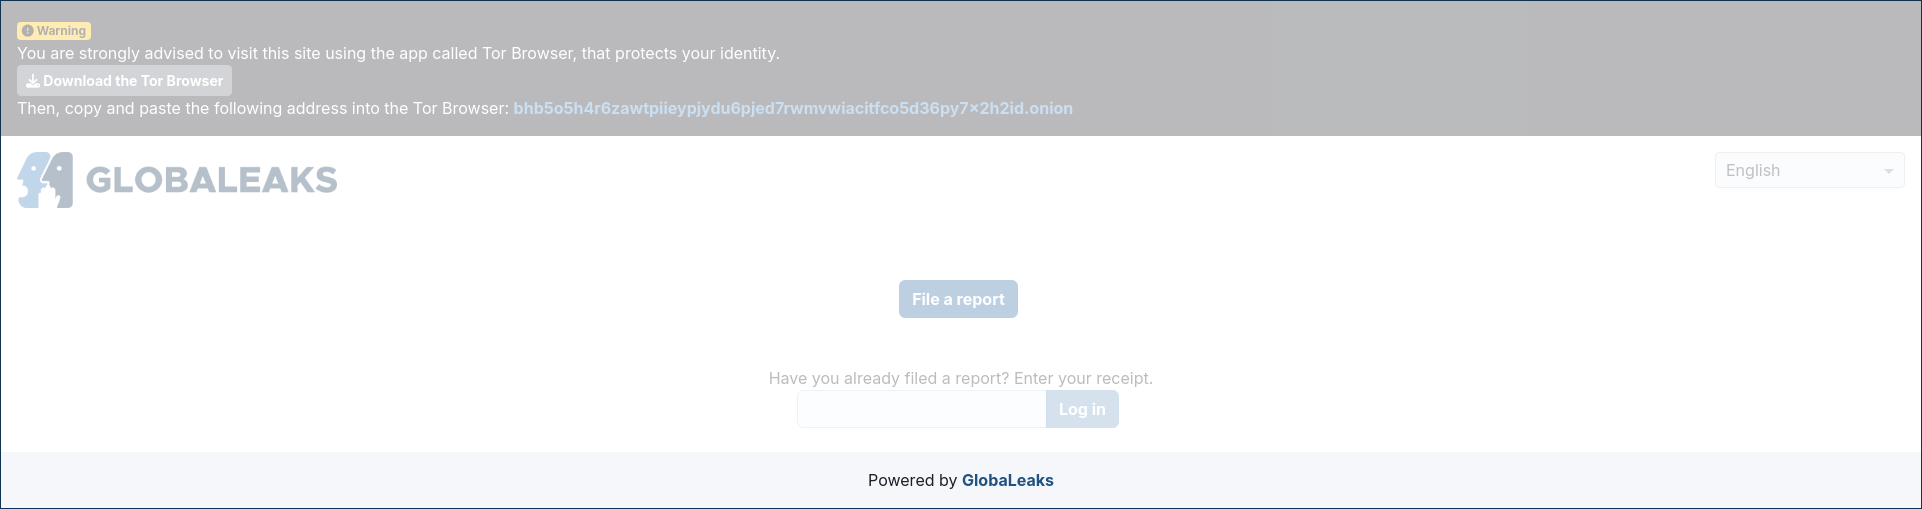 Warning
You are strongly advised to visit this site using the app called Tor Browser, that protects your identity.
Download the Tor Browser
Then, copy and paste the following address into the Tor Browser: bhb5o5h4r6zawtpiieypjydu6pjed7rwmvwiacitfco5d36py7x2h2id.onion
GLOBALEAKS
English
File a report
Have you already filed a report? Enter your receipt.
Log in
Powered by GlobaLeaks